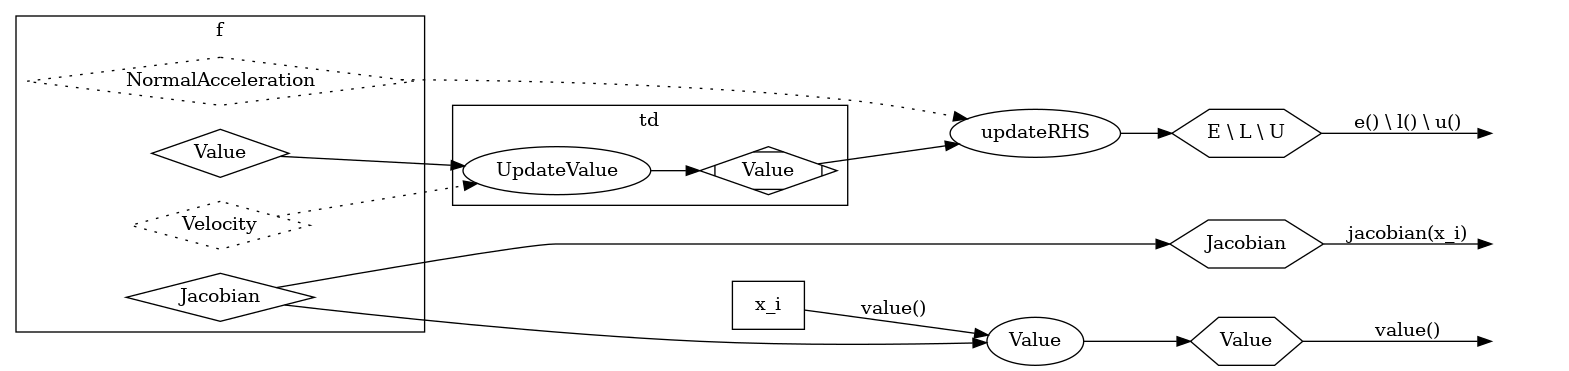 f
NormalAcceleration
Value
Velocity
Jacobian
td
UpdateValue
Value
updateRHS
E \ L \ U
e() \ l() \ u()
Jacobian
jacobian(x_i)
x_i
value()
Value
Value
value()